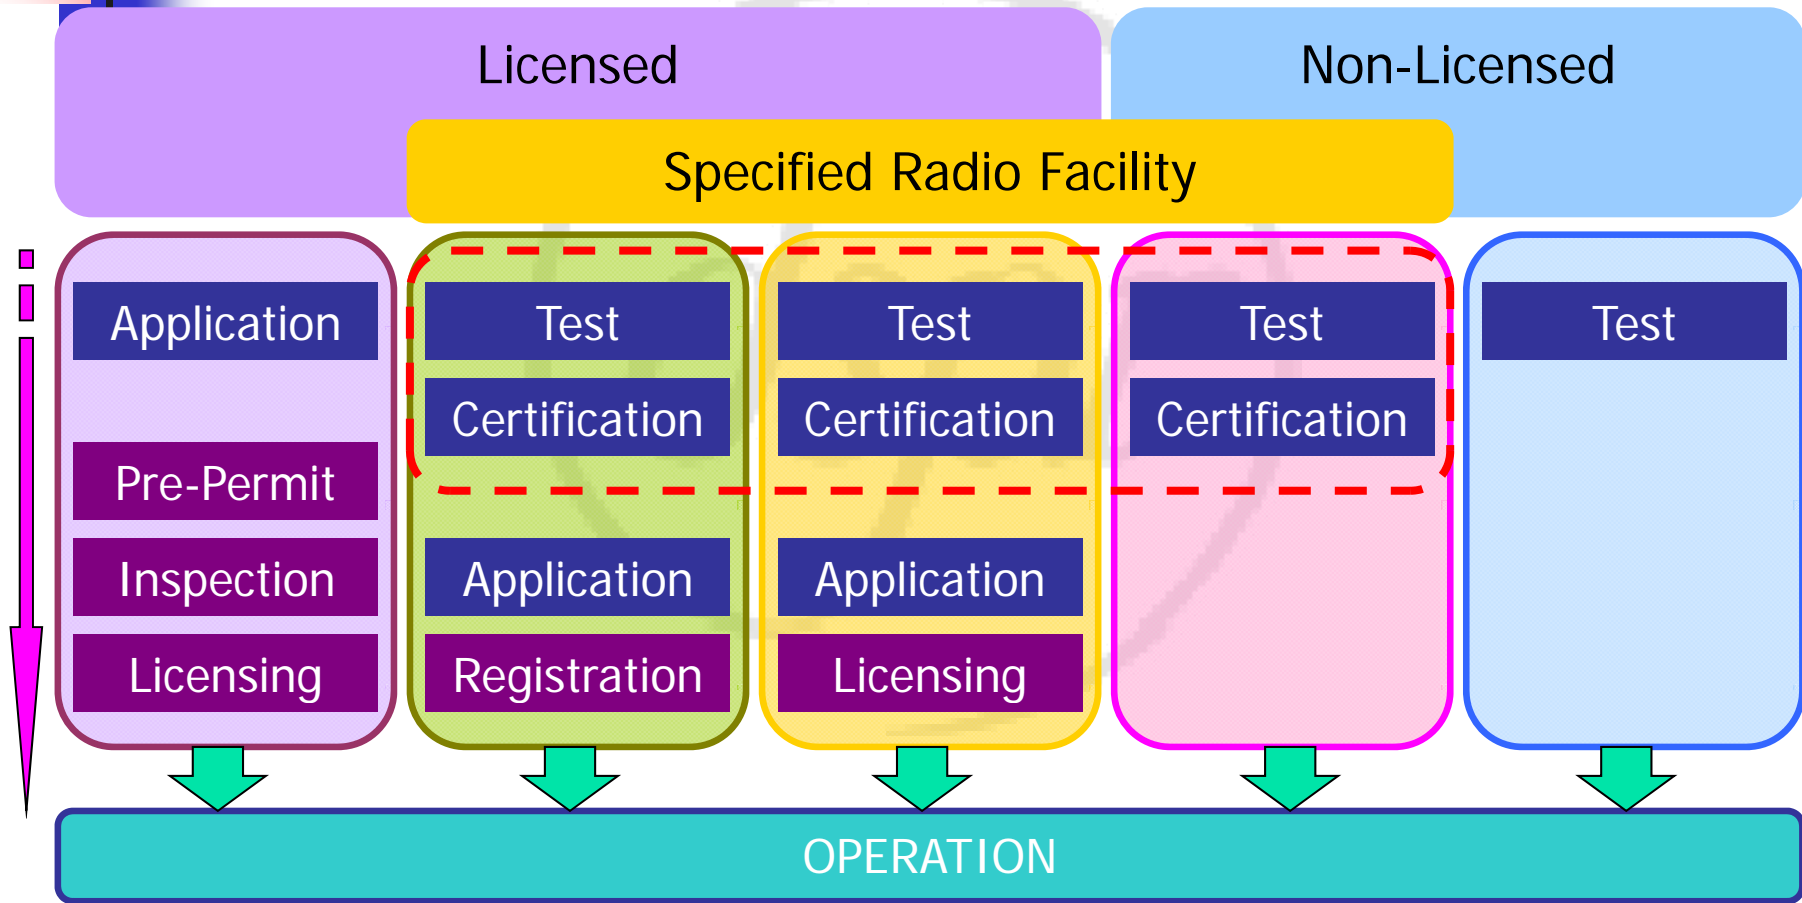 Licensed
Non-Licensed
Specified Radio Facility
Application
Pre-Permit
Inspection
Licensing
Test
Certification
Application
Registration
Test
Certification
Application
Licensing
Test
Certification
Test
OPERATION